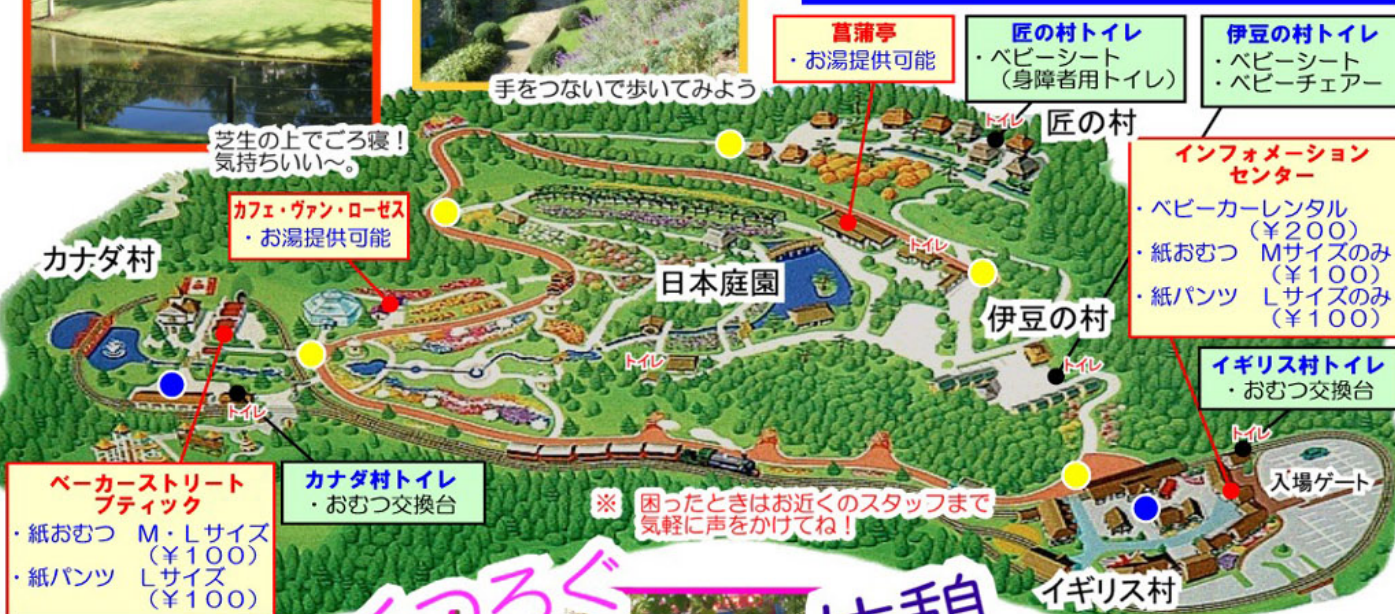 菖蒲亭
・お湯提供可能
匠の村トイレ
・ベビーシート
（身障者用トイレ）
伊豆の村トイレ
・ベビーシート
・ベビーチェアー
手をつないで歩いてみよう
芝生の上でごろ寝！
気持ちいい～。
トイレ
匠の村
インフォメーション
センター
・ベビーカーレンタル
（￥２００）
・紙おむつ　Ｍサイズのみ
（￥１００）
・紙パンツ　Ｌサイズのみ
（￥１００）
カフェ・ヴァン・ローゼス
・お湯提供可能
カナダ村
トイレ
日本庭園
伊豆の村
トイレ
トイレ
イギリス村トイレ
・おむつ交換台
トイレ
トイレ
入場ゲート
ベーカーストリート
ブティック
・紙おむつ　Ｍ・Ｌサイズ
（￥１００）
・紙パンツ　Ｌサイズ
（￥１００）
カナダ村トイレ
・おむつ交換台
※　困ったときはお近くのスタッフまで
気軽に声をかけてね！
イギリス村
くつろぐ